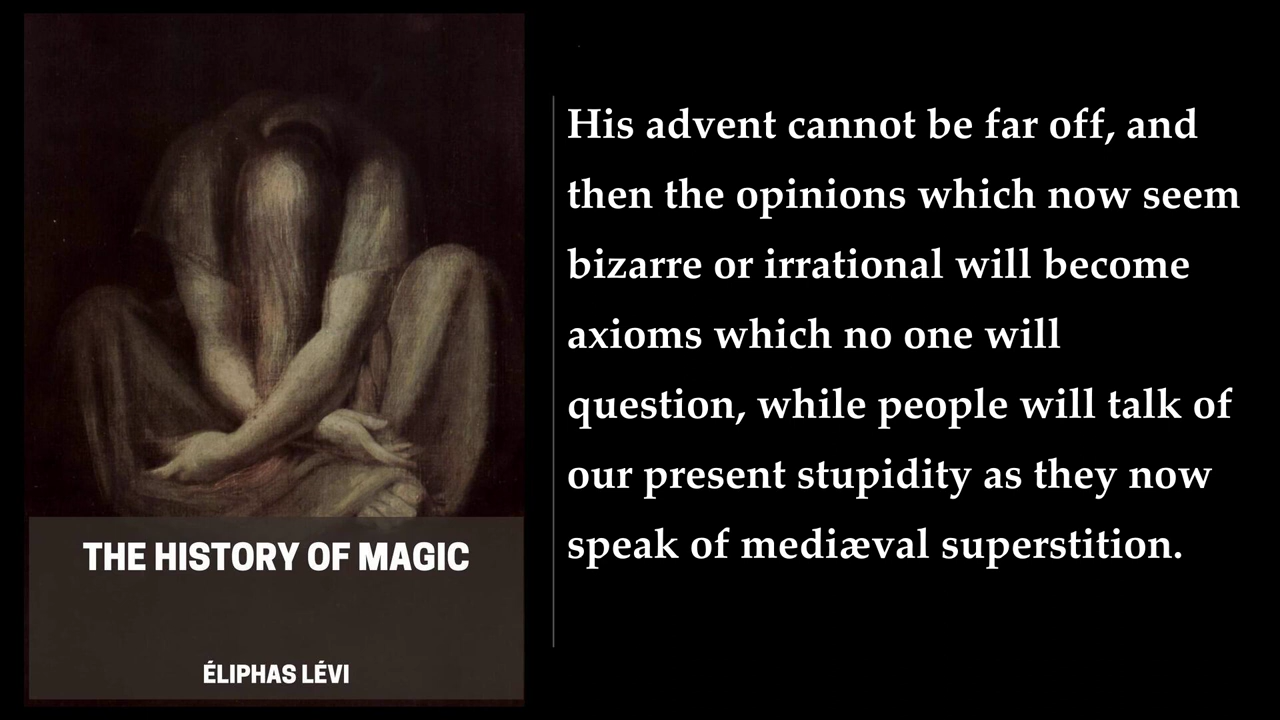 THE HISTORY OF MAGIC
ÉLIPHAS LÉVI
His advent cannot be far off, and
then the opinions which now seem
bizarre or irrational will become
axioms which no one will
question, while people will talk of
our present stupidity as they now
speak of mediæval superstition.